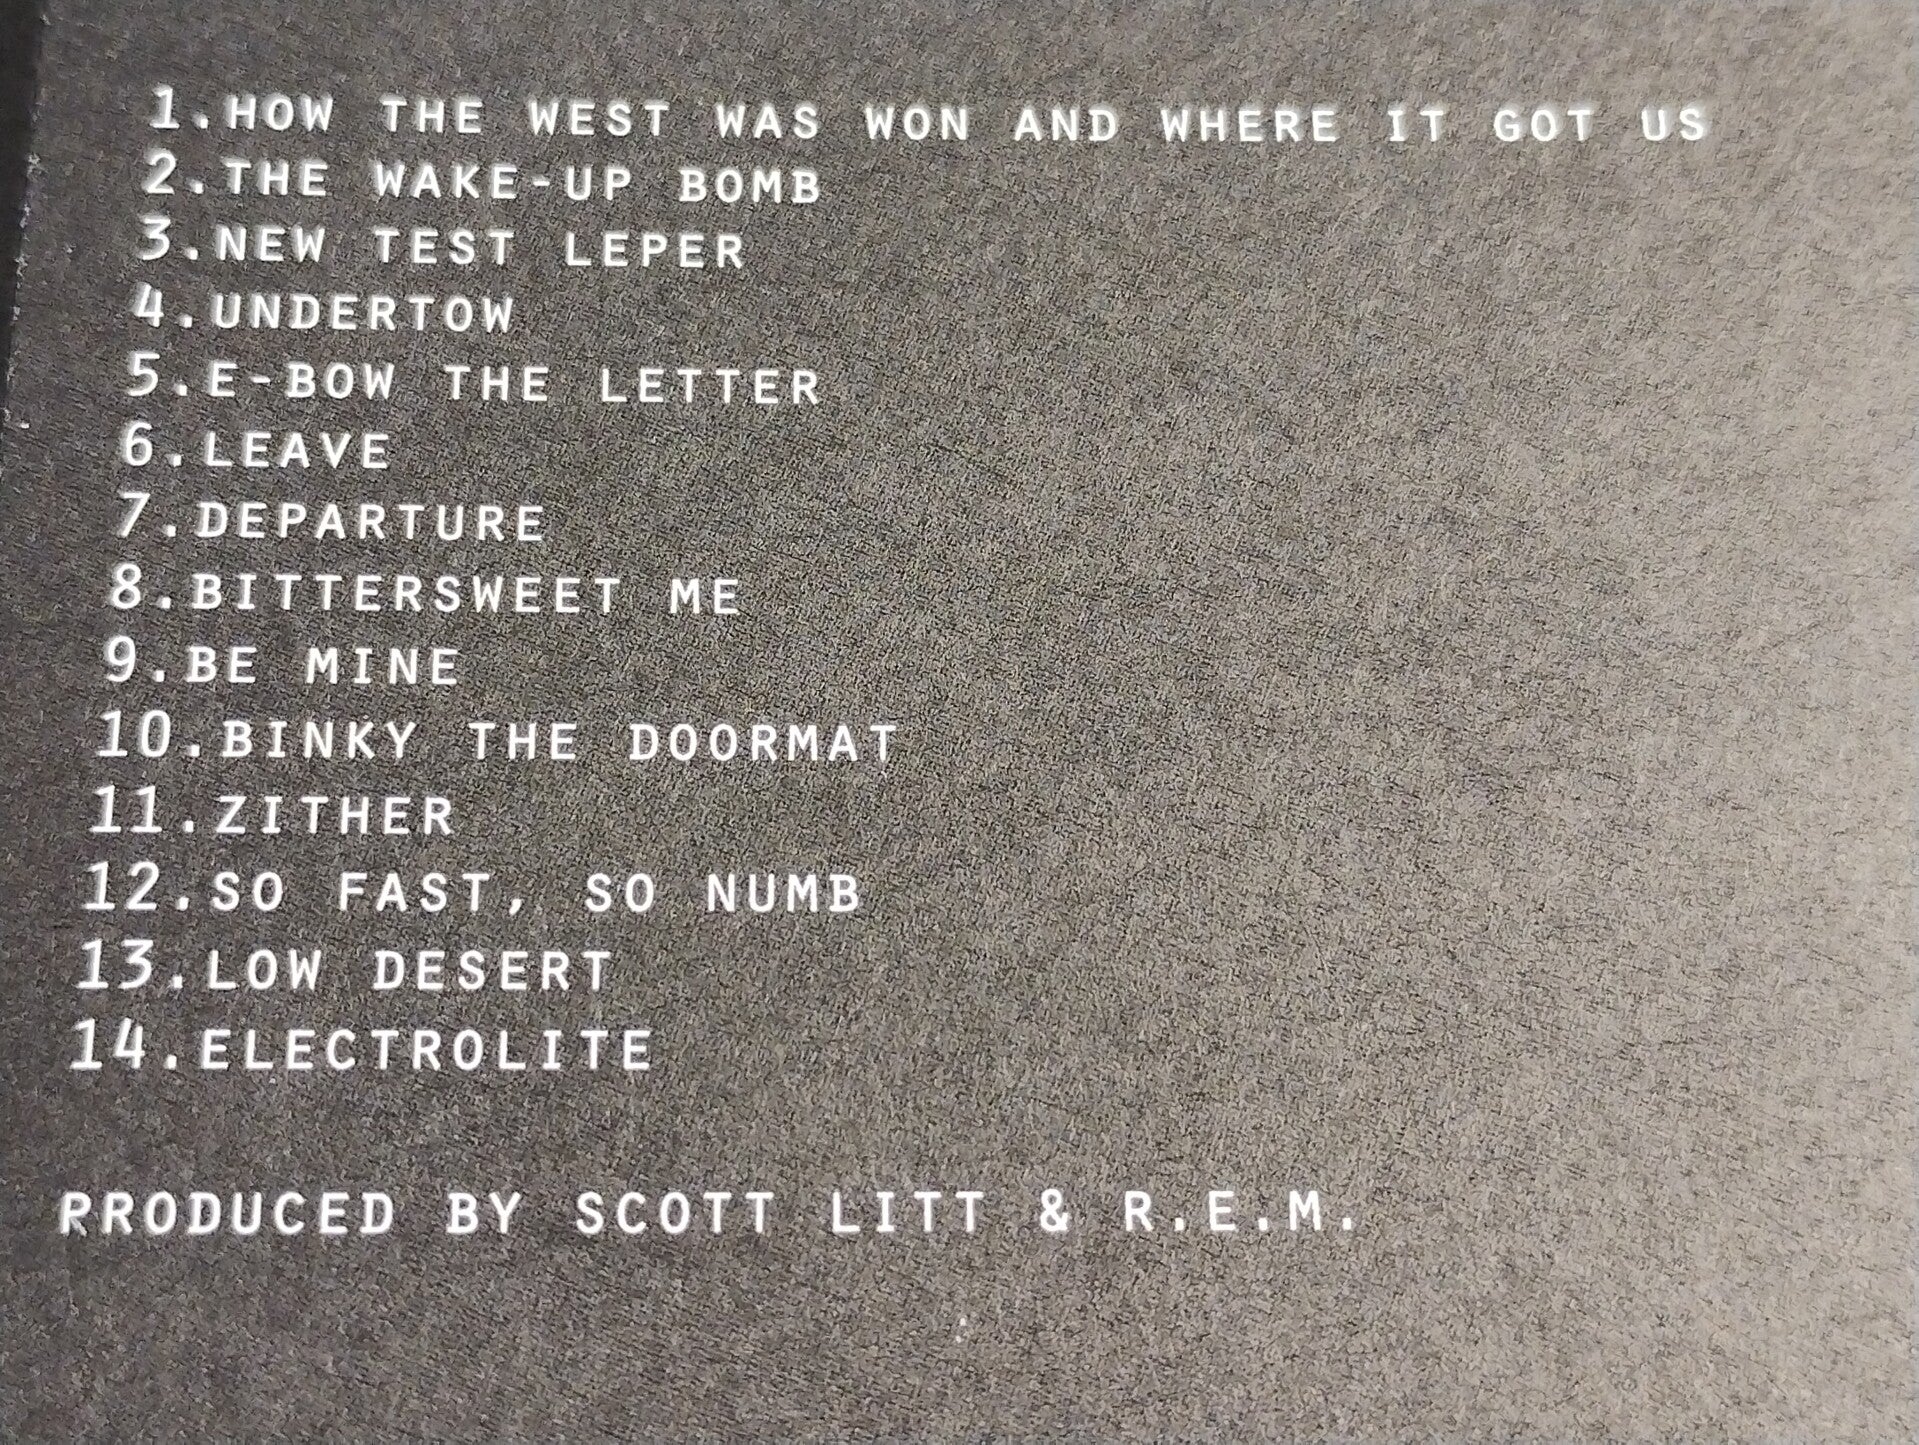 1.HOW THE WEST WAS WON AND WHERE IT GOT US
2.THE WAKE-UP BOMB
3.NEW TEST LEPER
4.UNDERTOW
5.E-BOW THE LETTER
6.LEAVE
7.DEPARTURE
8.BITTERSWEET ME
9.BE MINE
10.BINKY THE DOORMAT
11.ZITHER
12.SO FAST, SO NUMB
13.LOW DESERT
14.ELECTROLITE
PRODUCED BY SCOTT LITT & R.E.M.